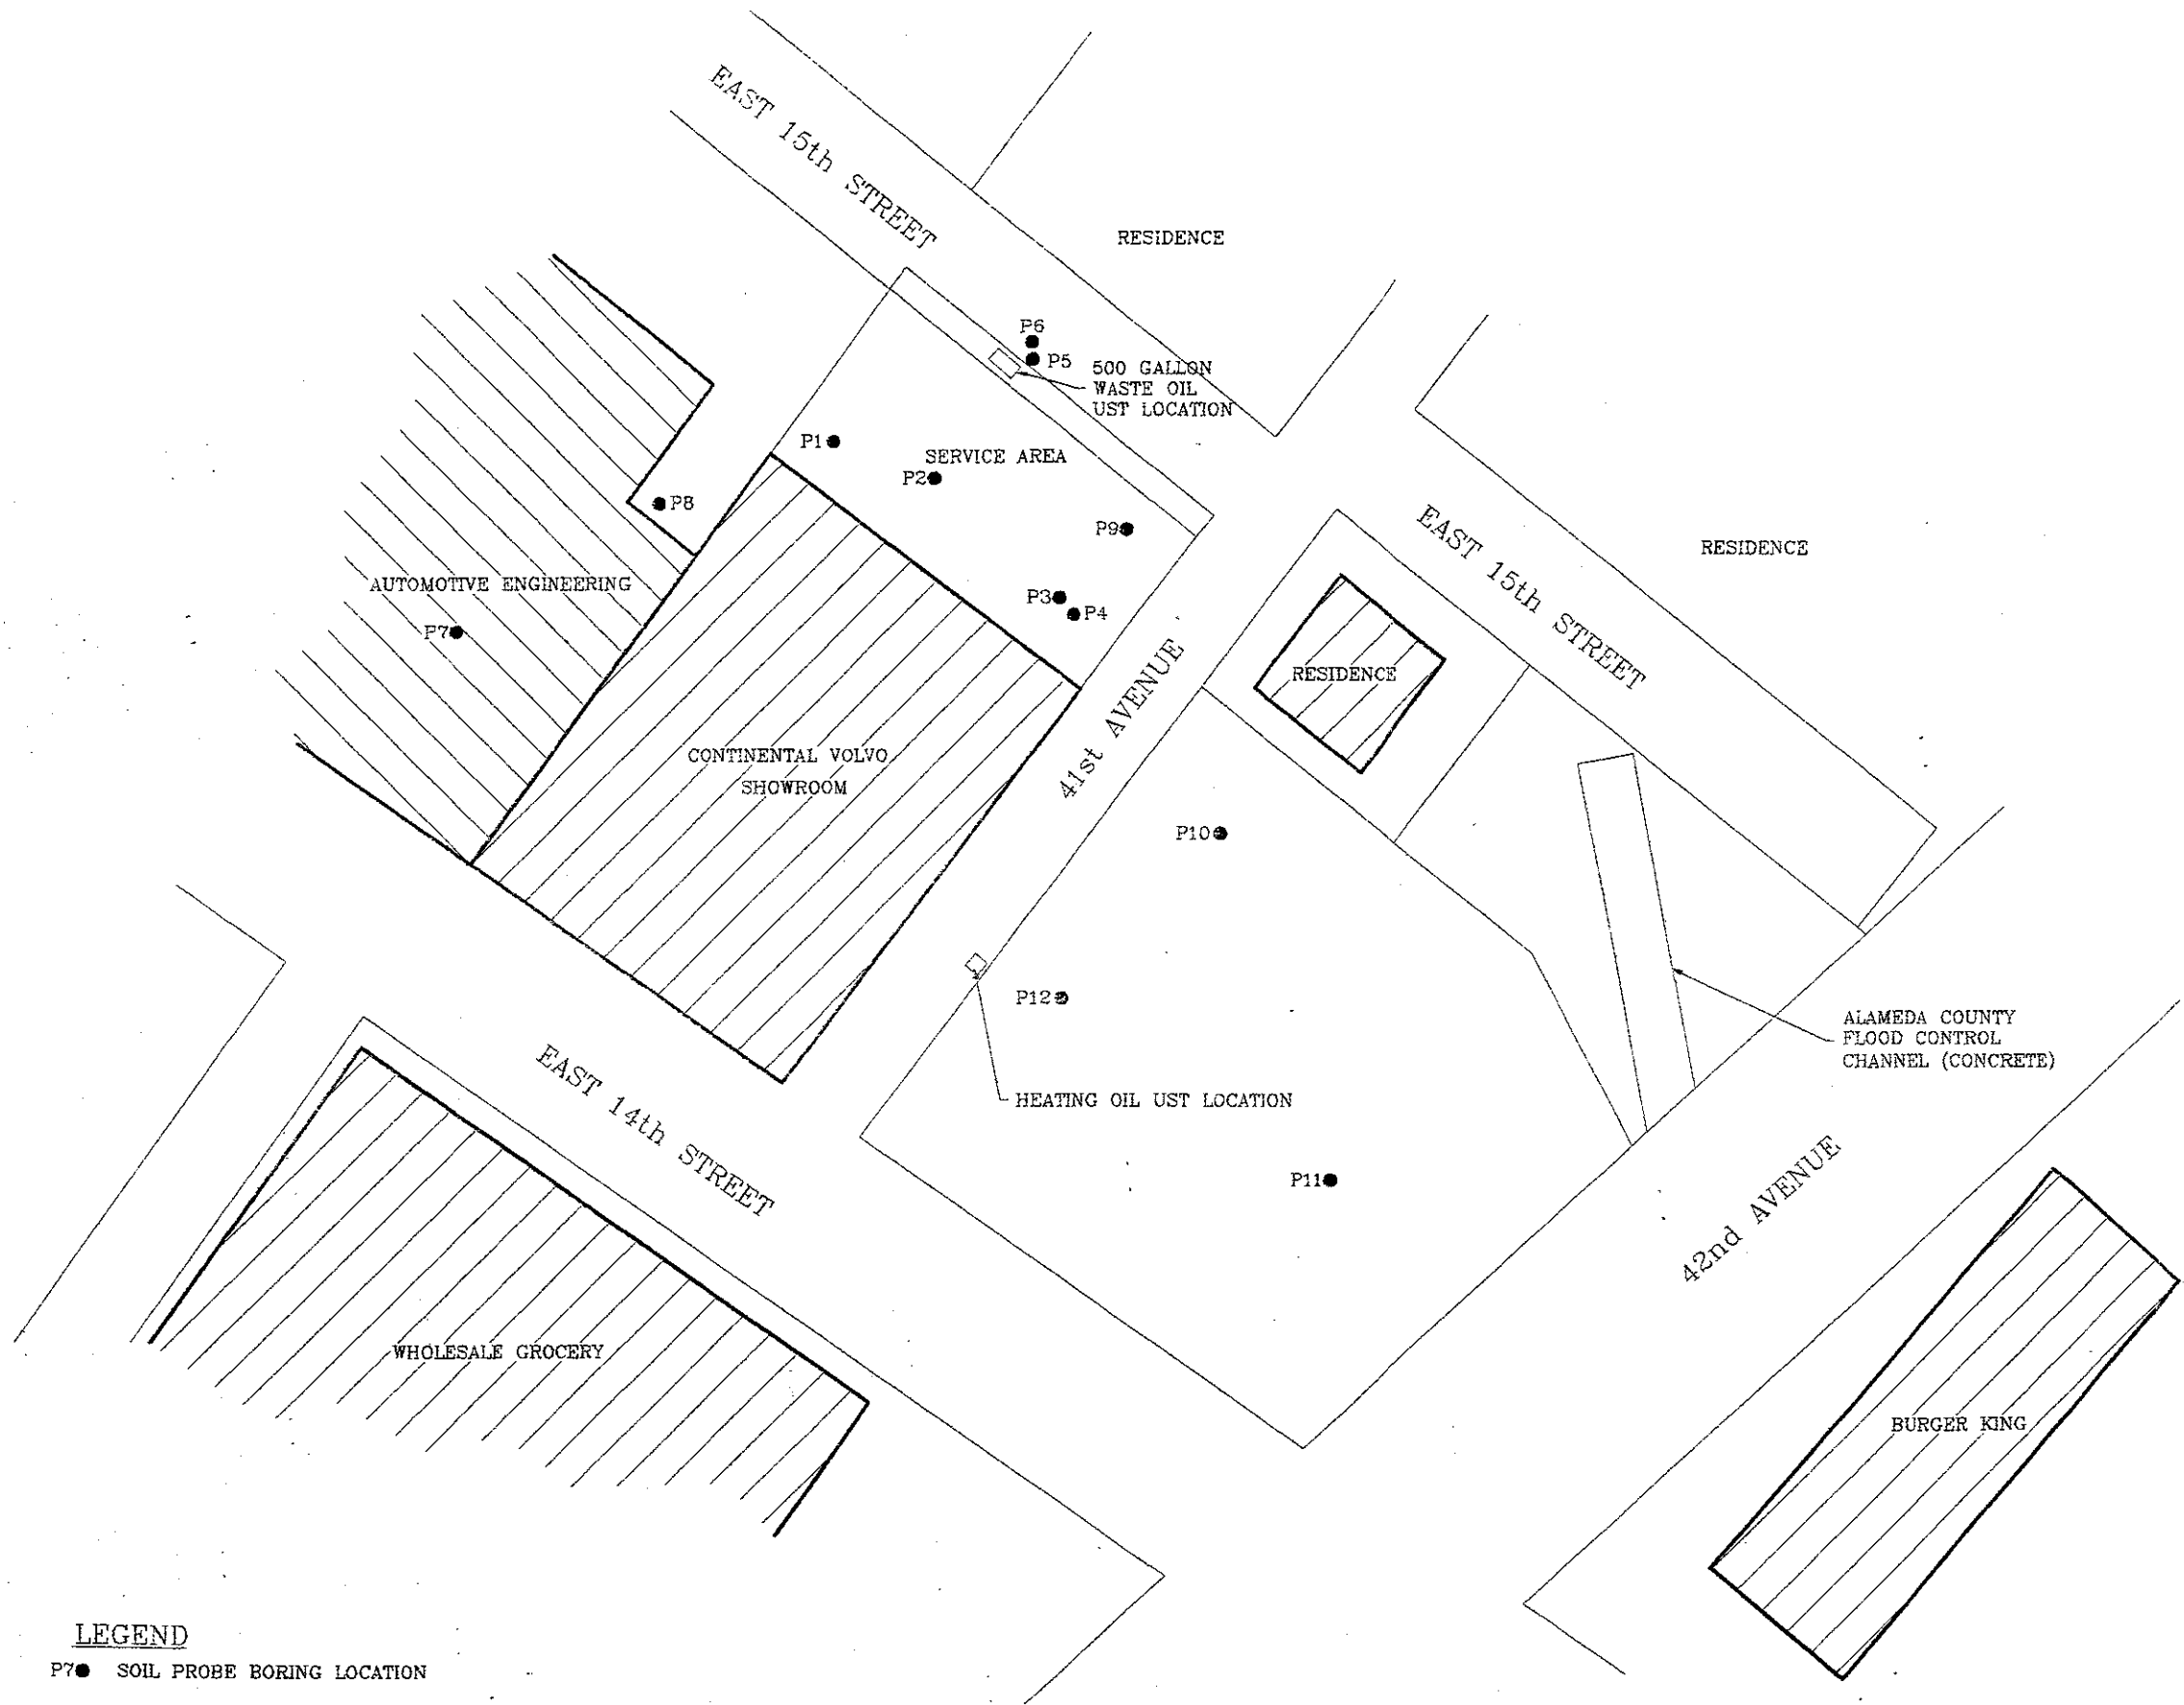 EAST 15th STREET
RESIDENCE
P6
P5
500 GALLON
WASTE OIL
UST LOCATION
P1
SERVICE AREA
P2
P8
P9
EAST 15th STREET
RESIDENCE
AUTOMOTIVE ENGINEERING
P3
P4
P7
RESIDENCE
41st AVENUE
CONTINENTAL VOLVO
SHOWROOM
P10
P12
ALAMEDA COUNTY
FLOOD CONTROL
CHANNEL (CONCRETE)
HEATING OIL UST LOCATION
EAST 14th STREET
P11
42nd AVENUE
WHOLESALE GROCERY
BURGER KING
LEGEND
P7 SOIL PROBE BORING LOCATION